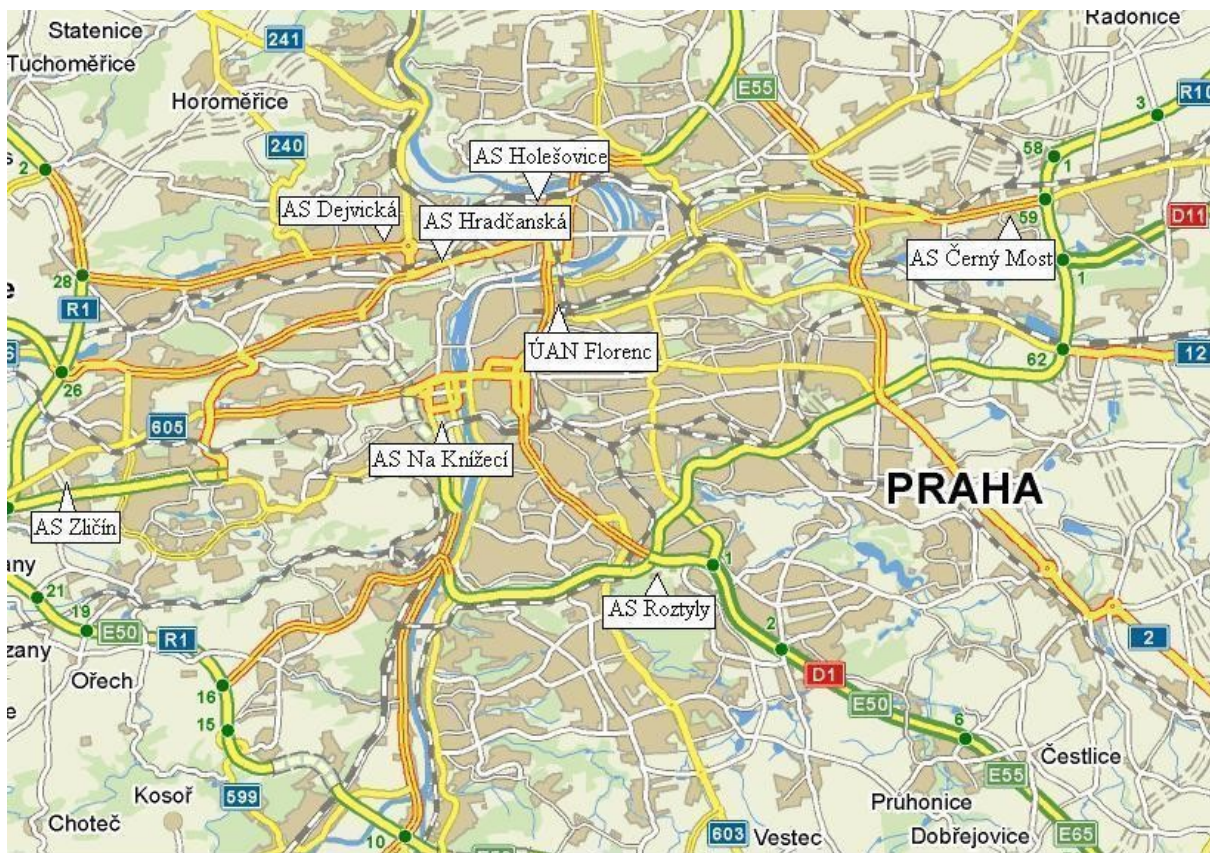 Statenice
241
E55
Radonice
Tuchoměřice
R10
3
Horoměřice
240
58
1
2
AS Holešovice
AS Dejvická
AS Hradčanská
59
D11
AS Černý Most
1
28
R1
ÚAN Florenc
62
12
26
605
AS Na Knížecí
PRAHA
AS Zličín
any
21
1
AS Roztyly
19
E50
R1
2
2
zany
Ořech
D1
16
E50
15
6
Čestlice
E55
Kosoř
599
Průhonice
Choteč
10
603
Vestec
Dobřejovice
E65